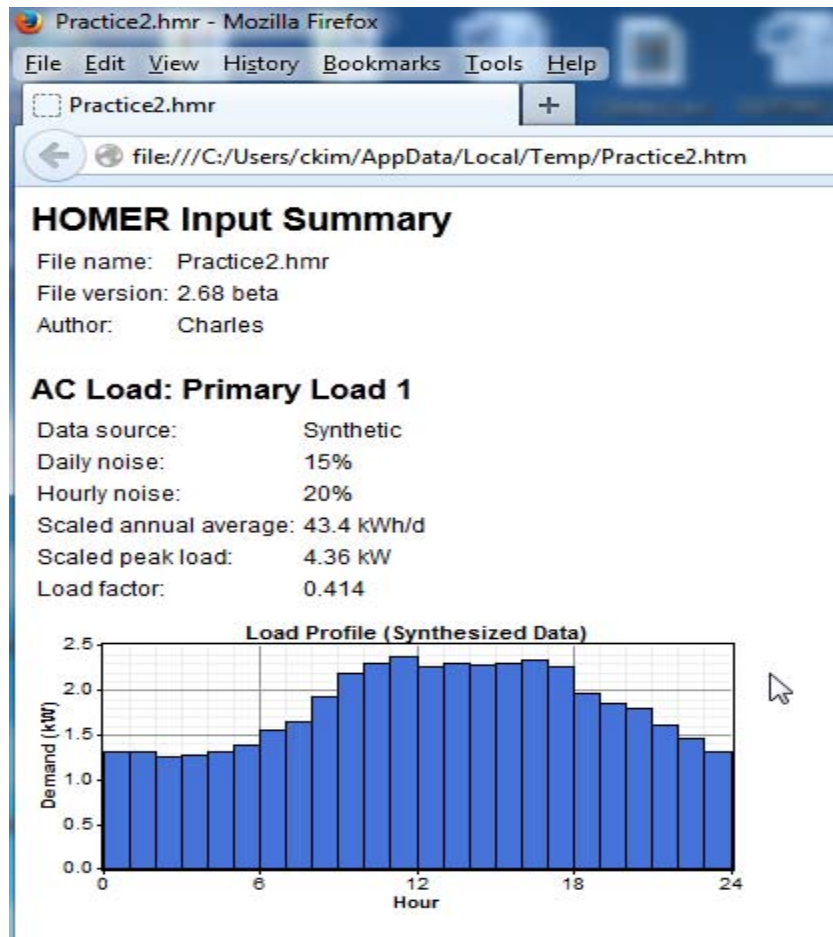 Practice2.hmr - Mozilla Firefox
File Edit View History Bookmarks Tools Help
Practice2.hmr +
file:///C:/Users/ckim/AppData/Local/Temp/Practice2.htm
HOMER Input Summary
File name: Practice2.hmr
File version: 2.68 beta
Author: Charles
AC Load: Primary Load 1
Data source: Synthetic
Daily noise: 15%
Hourly noise: 20%
Scaled annual average: 43.4 kWh/d
Scaled peak load: 4.36 kW
Load factor: 0.414
Load Profile (Synthesized Data)
Demand (kW)
2.5
2.0
1.5
1.0
0.5
0.0
0 6 12 18 24
Hour